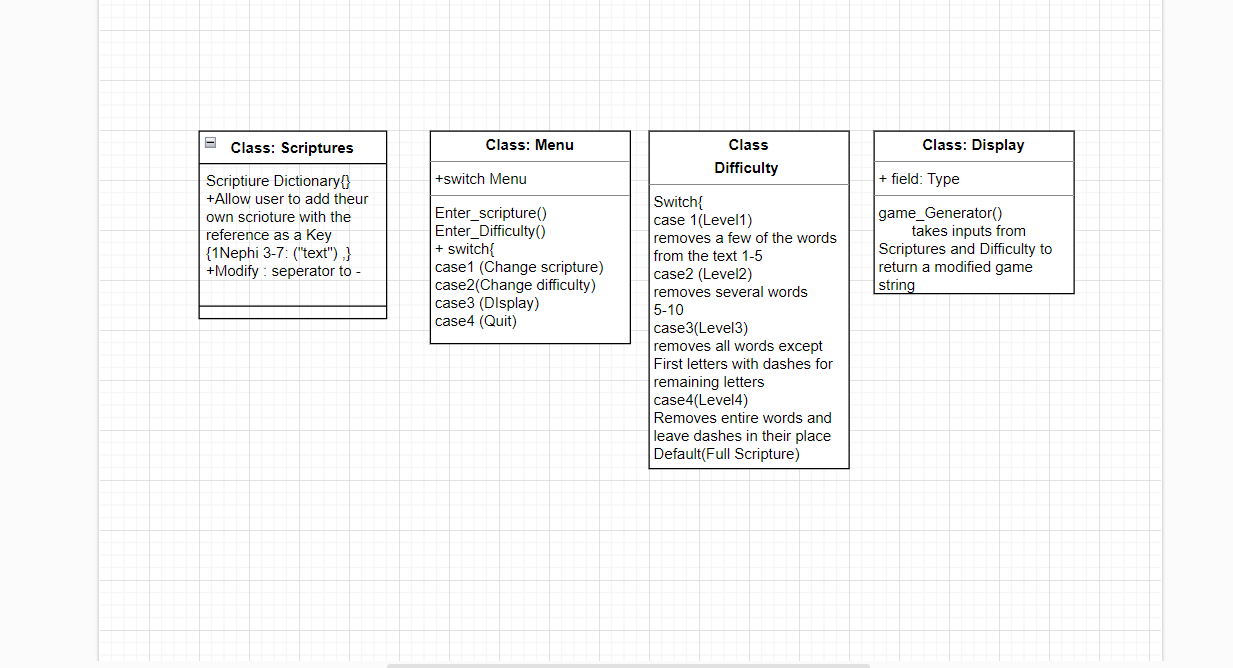 Class: Scriptures
Scriptiure Dictionary{}
+Allow user to add theur
own scrioture with the
reference as a Key
{1Nephi 3-7: ("text") ,}
+Modify : seperator to -
Class: Menu
+switch Menu
Enter_scripture()
Enter_Difficulty()
+ switch{
case1 (Change scripture)
case2(Change difficulty)
case3 (DIsplay)
case4 (Quit)
Class
Difficulty
Switch{
case 1(Level1)
removes a few of the words
from the text 1-5
case2 (Level2)
removes several words
5-10
case3(Level3)
removes all words except
First letters with dashes for
remaining letters
case4(Level4)
Removes entire words and
leave dashes in their place
Default(Full Scripture)
Class: Display
+ field: Type
game_Generator()
takes inputs from
Scriptures and Difficulty to
return a modified game
string